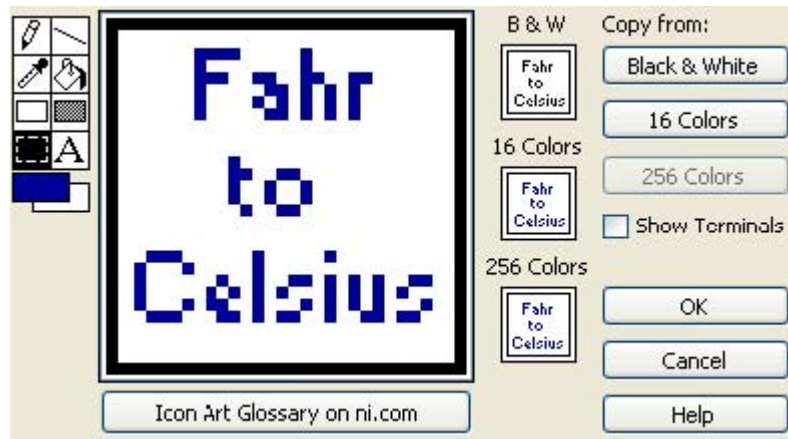 A
Fahr
to
Celsius
Icon Art Glossary on ni.com
B & W
Fahr
to
Celsius
16 Colors
Fahr
to
Celsius
256 Colors
Fahr
to
Celsius
Copy from:
Black & White
16 Colors
256 Colors
Show Terminals
OK
Cancel
Help